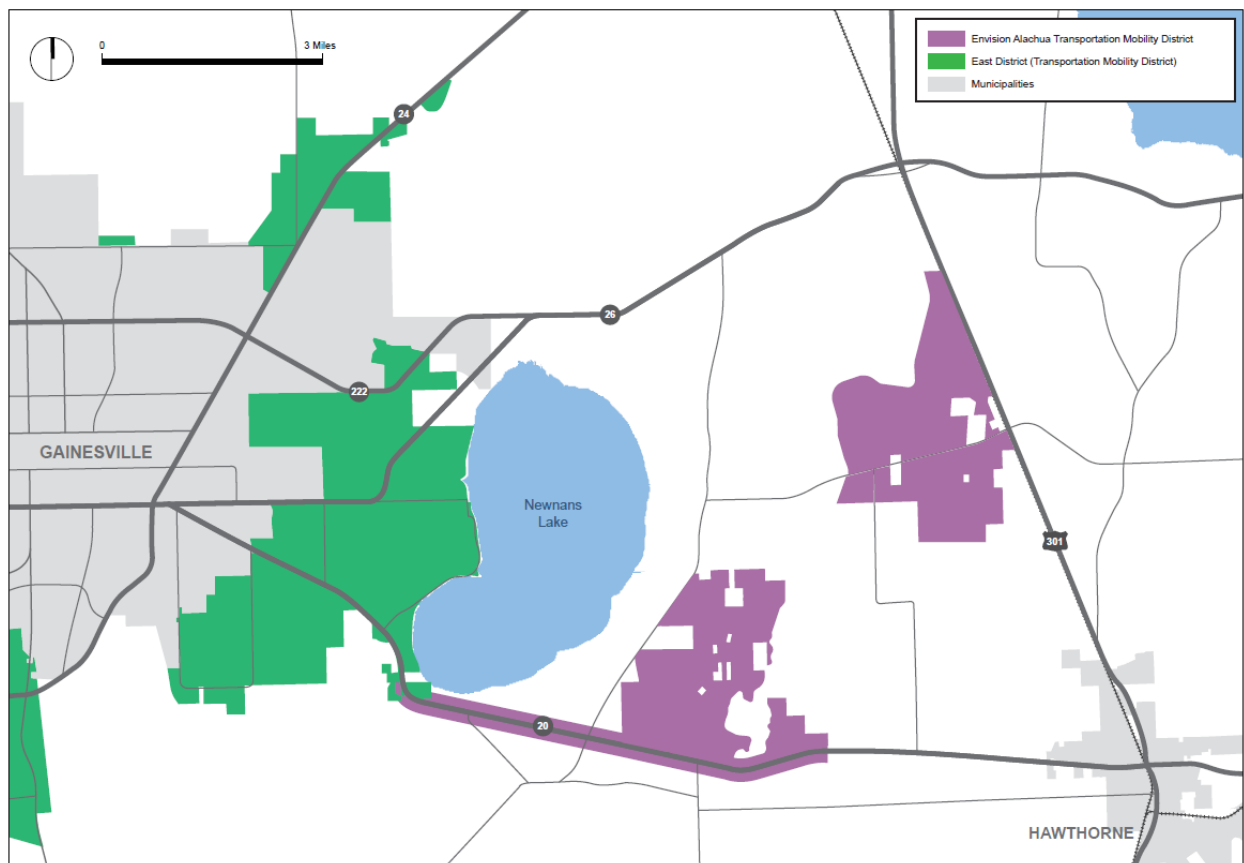 0
3 Miles
Envision Alachua Transportation Mobility District
East District (Transportation Mobility District)
Municipalities
24
26
222
GAINESVILLE
Newnans
Lake
301
20
HAWTHORNE